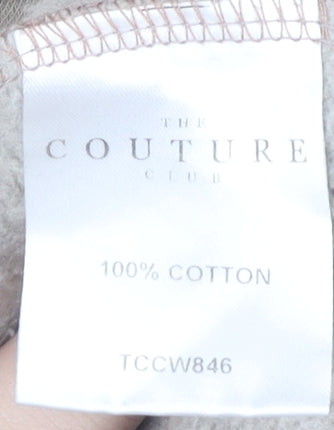 THE
COUTURE
CLUB
100% COTTON
TCCW846